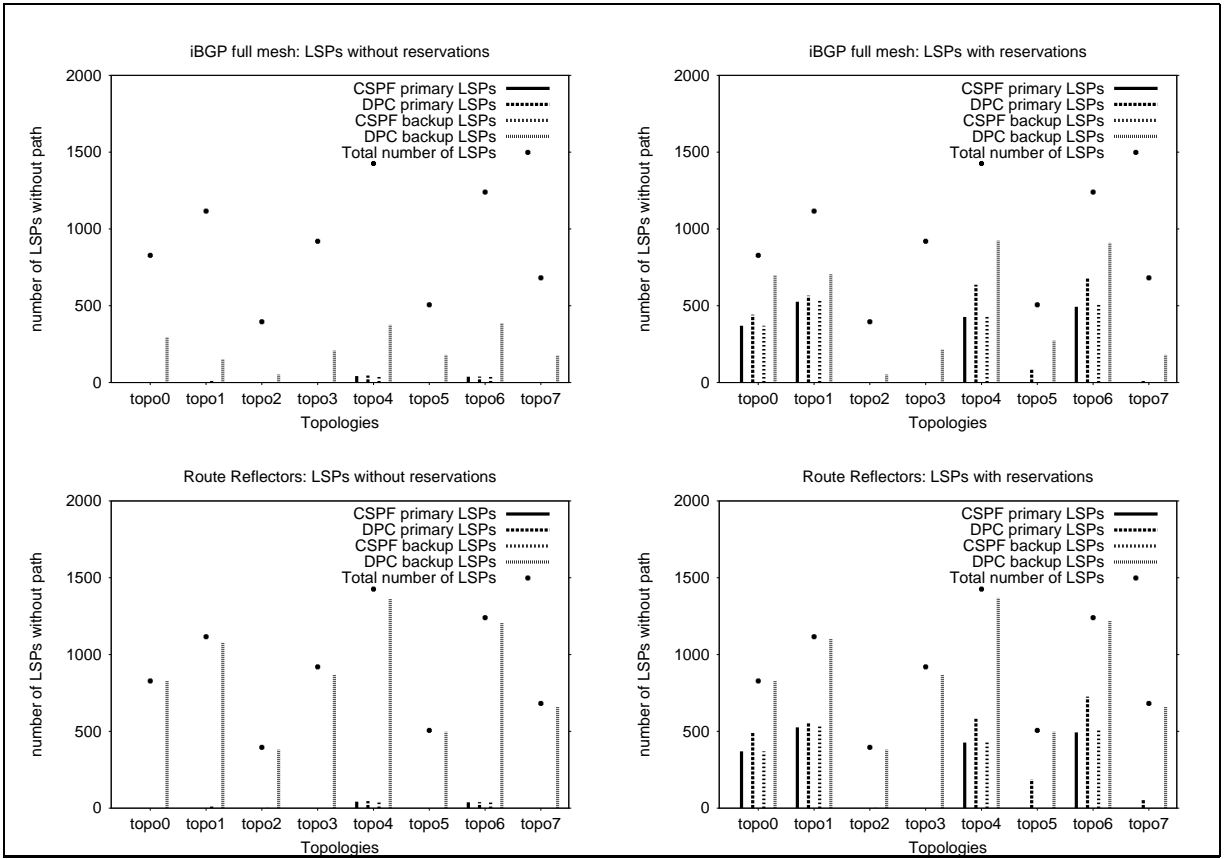 iBGP full mesh: LSPs without reservations
2000
1500
1000
500
0
number of LSPs without path
CSPF primary LSPs
DPC primary LSPs
CSPF backup LSPs
DPC backup LSPs
Total number of LSPs
topo0 topo1 topo2 topo3 topo4 topo5 topo6 topo7
Topologies
iBGP full mesh: LSPs with reservations
2000
1500
1000
500
0
number of LSPs without path
CSPF primary LSPs
DPC primary LSPs
CSPF backup LSPs
DPC backup LSPs
Total number of LSPs
topo0 topo1 topo2 topo3 topo4 topo5 topo6 topo7
Topologies
Route Reflectors: LSPs without reservations
2000
1500
1000
500
0
number of LSPs without path
CSPF primary LSPs
DPC primary LSPs
CSPF backup LSPs
DPC backup LSPs
Total number of LSPs
topo0 topo1 topo2 topo3 topo4 topo5 topo6 topo7
Topologies
Route Reflectors: LSPs with reservations
2000
1500
1000
500
0
number of LSPs without path
CSPF primary LSPs
DPC primary LSPs
CSPF backup LSPs
DPC backup LSPs
Total number of LSPs
topo0 topo1 topo2 topo3 topo4 topo5 topo6 topo7
Topologies